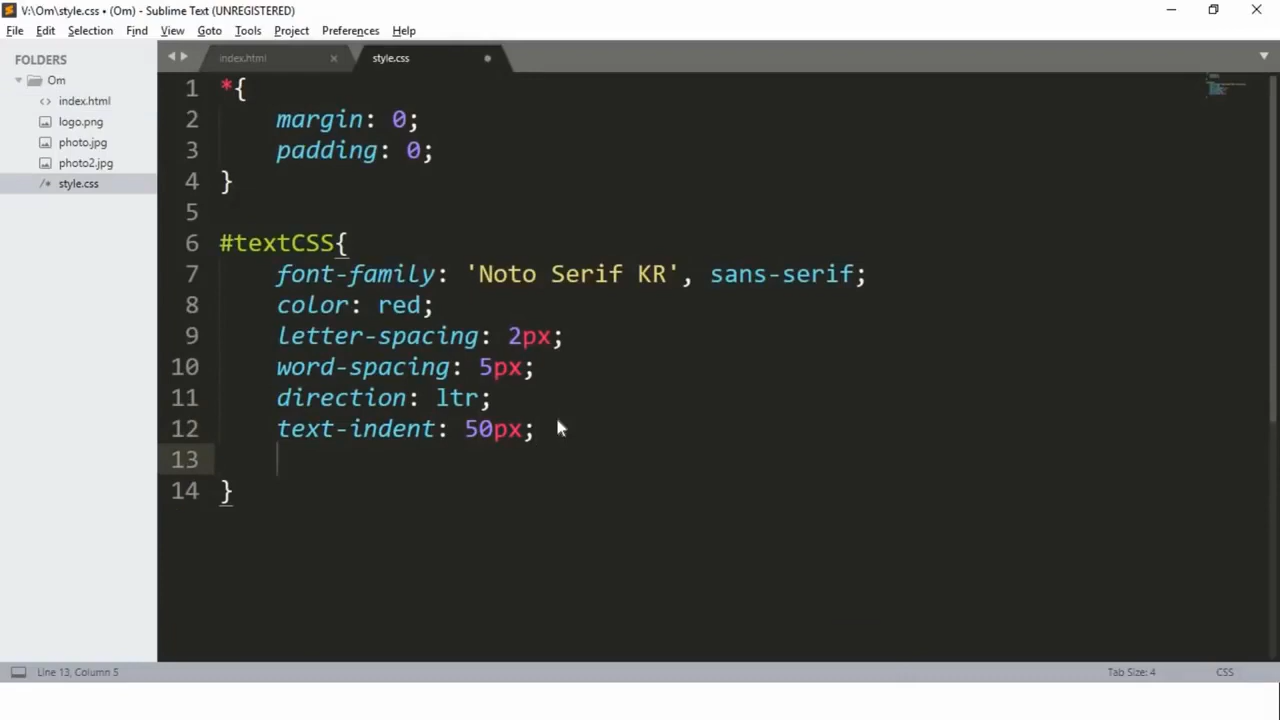 V:\Om\style.css • (Om) - Sublime Text (UNREGISTERED)
File Edit Selection Find View Goto Tools Project Preferences Help
FOLDERS
Om
index.html
logo.png
photo.jpg
photo2.jpg
style.css
index.html
style.css
1 *{
2 margin: 0;
3 padding: 0;
4 }
5
6 #textCSS{
7 font-family: 'Noto Serif KR', sans-serif;
8 color: red;
9 letter-spacing: 2px;
10 word-spacing: 5px;
11 direction: ltr;
12 text-indent: 50px;
13
14 }
Line 13, Column 5
Tab Size: 4
CSS